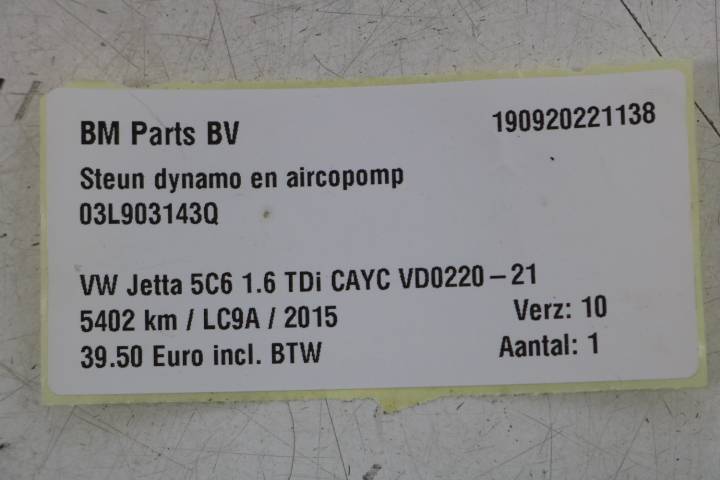 BM Parts BV 190920221138
Steun dynamo en aircopomp
03L903143Q
VW Jetta 5C6 1.6 TDi CAYC VD0220-21
5402 km / LC9A / 2015 Verz: 10
39.50 Euro incl. BTW Aantal: 1